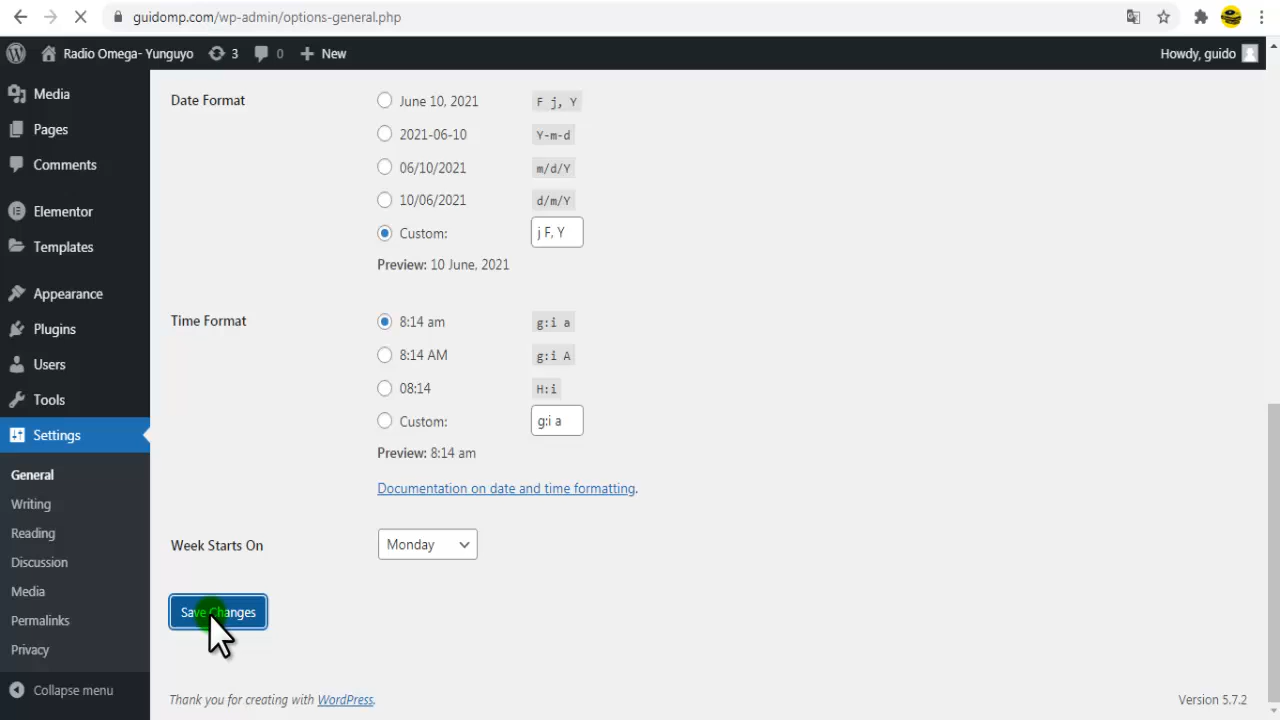 guidomp.com/wp-admin/options-general.php
Radio Omega- Yunguyo 3 0 New Howdy, guido
Media
Pages
Comments
Elementor
Templates
Appearance
Plugins
Users
Tools
Settings
General
Writing
Reading
Discussion
Media
Permalinks
Privacy
Collapse menu
Date Format
June 10, 2021 F j, Y
2021-06-10 Y-m-d
06/10/2021 m/d/Y
10/06/2021 d/m/Y
Custom: j F, Y
Preview: 10 June, 2021
Time Format
8:14 am g:i a
8:14 AM g:i A
08:14 H:i
Custom: g:i a
Preview: 8:14 am
Documentation on date and time formatting.
Week Starts On Monday
Save Changes
Thank you for creating with WordPress. Version 5.7.2